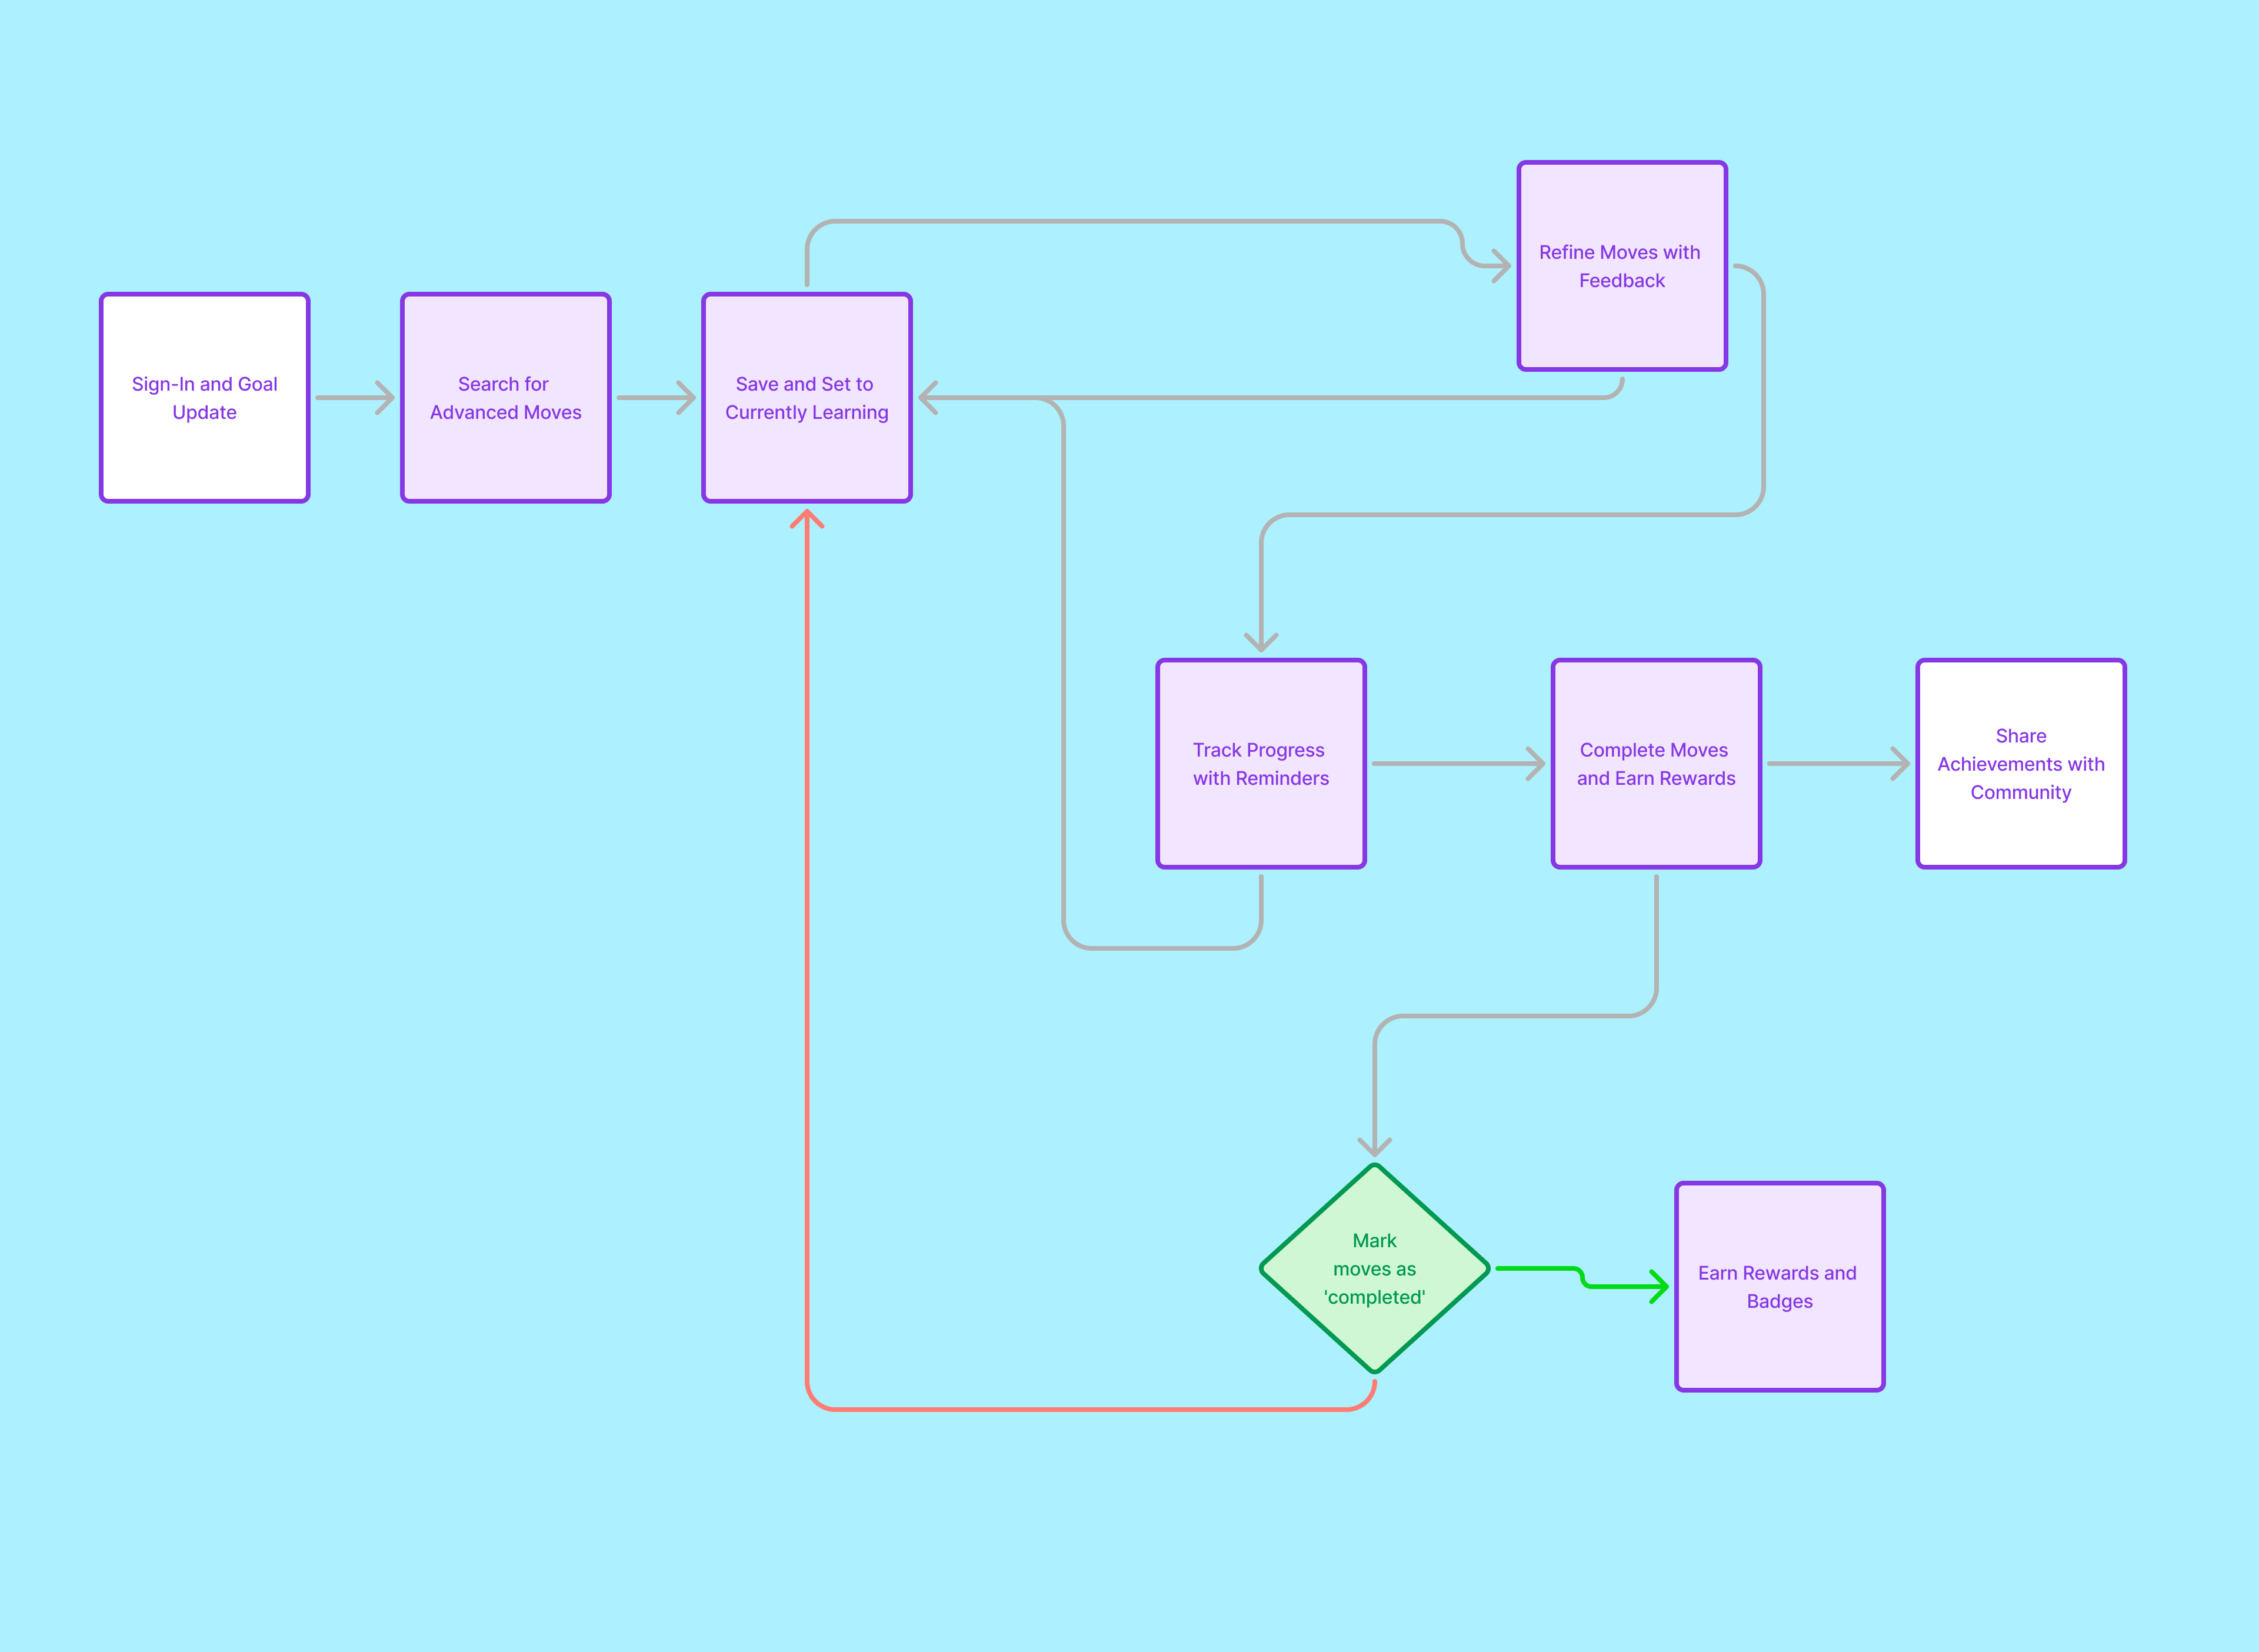 Refine Moves with
Feedback
Sign-In and Goal
Update
Search for
Advanced Moves
Save and Set to
Currently Learning
Track Progress
with Reminders
Complete Moves
and Earn Rewards
Share
Achievements with
Community
Mark
moves as
'completed'
Earn Rewards and
Badges